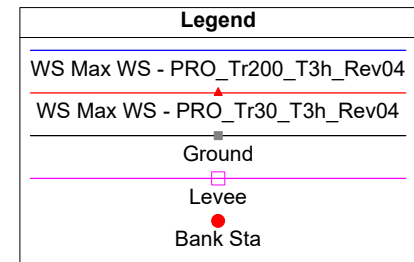 Legend
WS Max WS - PRO_Tr200_T3h_Rev04
WS Max WS - PRO_Tr30_T3h_Rev04
Ground
Levee
Bank Sta